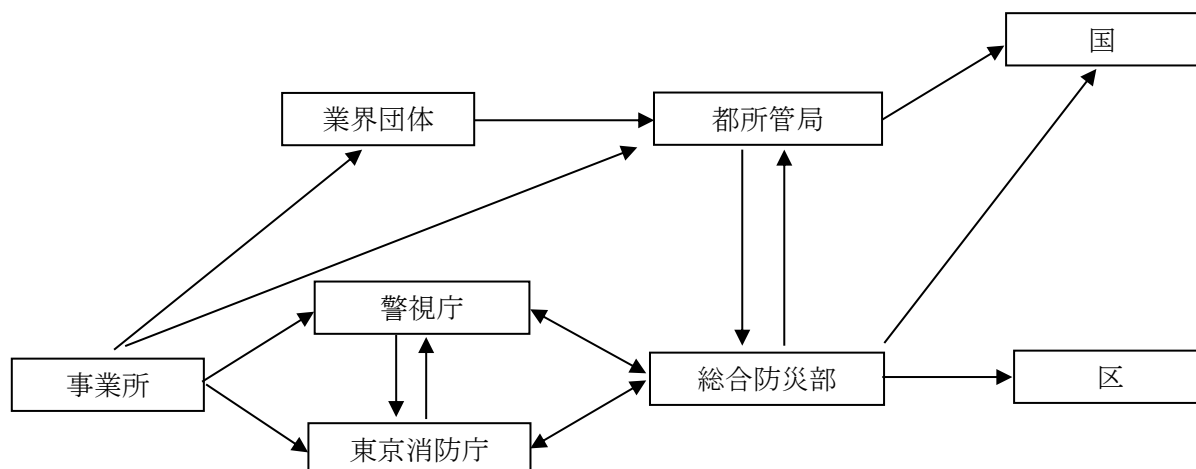 国
業界団体
都所管局
警視庁
事業所
総合防災部
区
東京消防庁